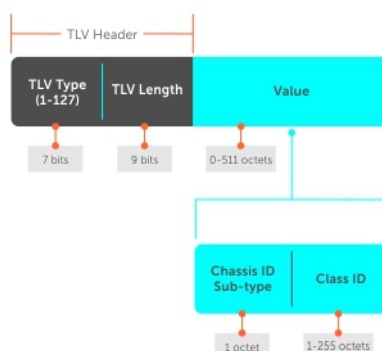 TLV Header
TLV Type
(1-127)
TLV Length
Value
7 bits
9 bits
0-511 octets
Chassis ID
Sub-type
Class ID
1 octet
1-255 octets